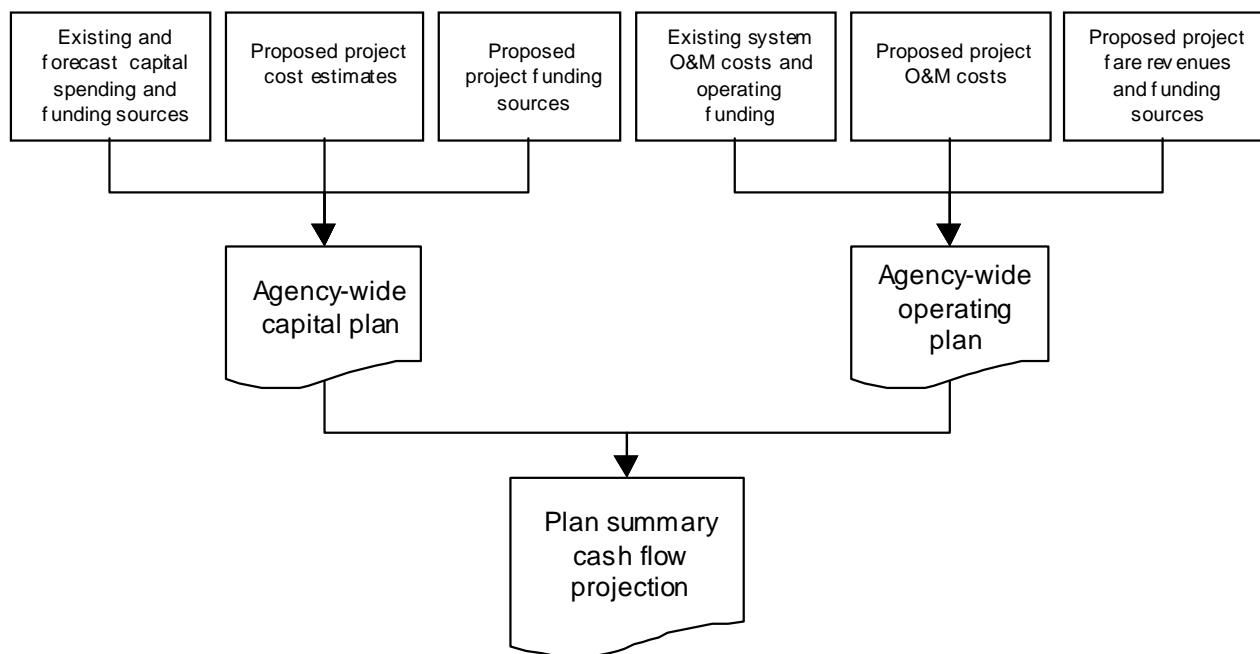 Existing and
forecast capital
spending and
funding sources
Proposed project
cost estimates
Proposed
project funding
sources
Existing system
O&M costs and
operating
funding
Proposed project
O&M costs
Proposed project
fare revenues
and funding
sources
Agency-wide
capital plan
Agency-wide
operating
plan
Plan summary
cash flow
projection